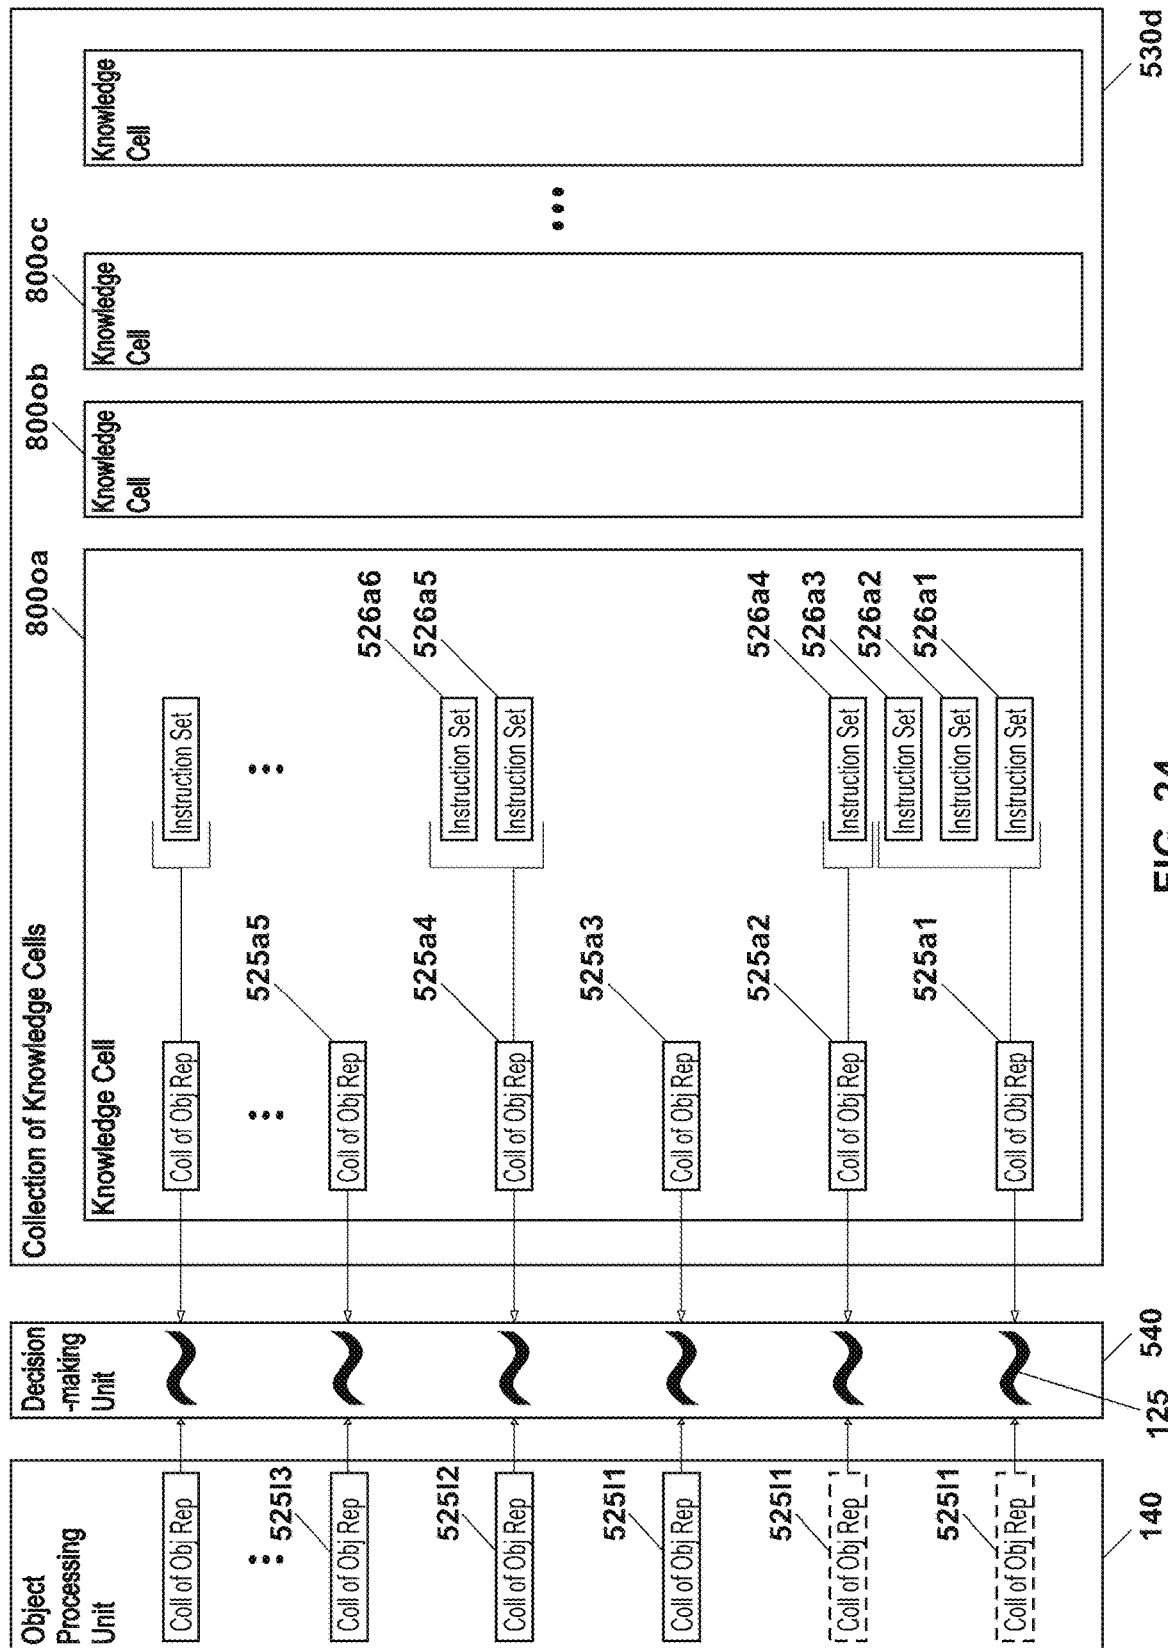 Object
Processing
Unit
Coll of Obj Rep
...
525l3
Coll of Obj Rep
525l2
Coll of Obj Rep
525l1
Coll of Obj Rep
525l1
Coll of Obj Rep
525l1
Coll of Obj Rep
140
Decision
-making
Unit
125
540
Collection of Knowledge Cells
800oa
Knowledge Cell
Coll of Obj Rep
Instruction Set
...
...
525a5
Coll of Obj Rep
525a4
Coll of Obj Rep
526a6
Instruction Set
526a5
Instruction Set
525a3
Coll of Obj Rep
525a2
Coll of Obj Rep
526a4
Instruction Set
526a3
Instruction Set
526a2
Instruction Set
526a1
Instruction Set
525a1
Coll of Obj Rep
800ob
Knowledge
Cell
800oc
Knowledge
Cell
...
Knowledge
Cell
530d
FIG. 24